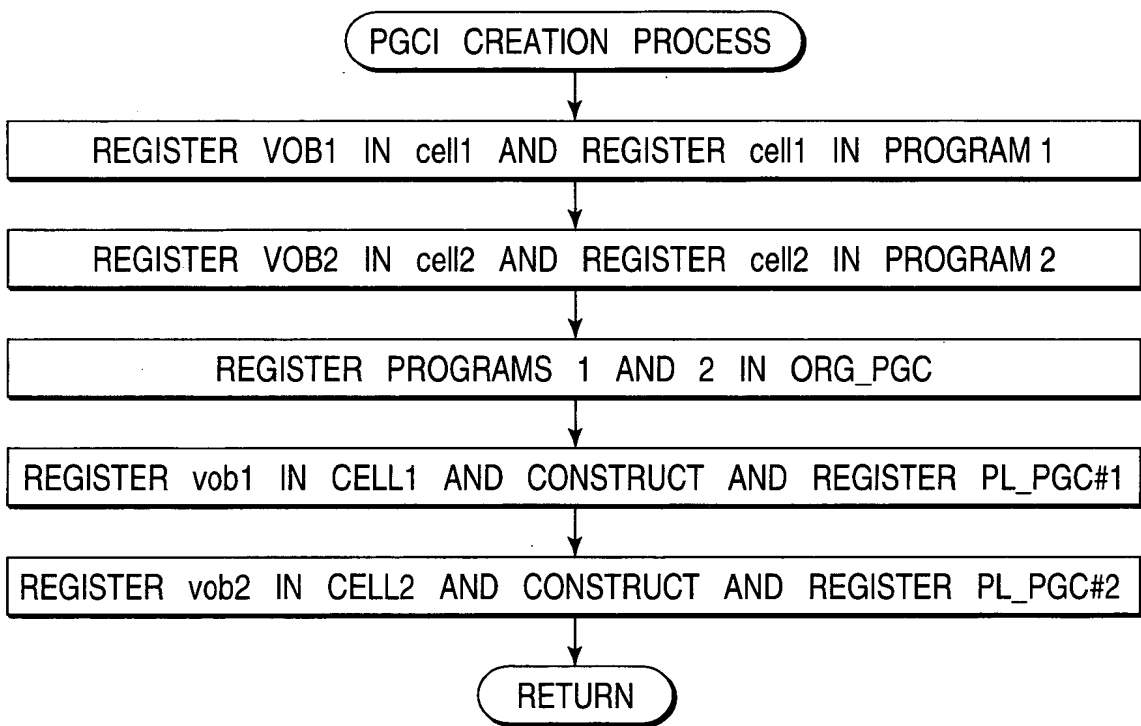 PGCI CREATION PROCESS
REGISTER VOB1 IN cell1 AND REGISTER cell1 IN PROGRAM 1
REGISTER VOB2 IN cell2 AND REGISTER cell2 IN PROGRAM 2
REGISTER PROGRAMS 1 AND 2 IN ORG_PGC
REGISTER vob1 IN CELL1 AND CONSTRUCT AND REGISTER PL_PGC#1
REGISTER vob2 IN CELL2 AND CONSTRUCT AND REGISTER PL_PGC#2
RETURN